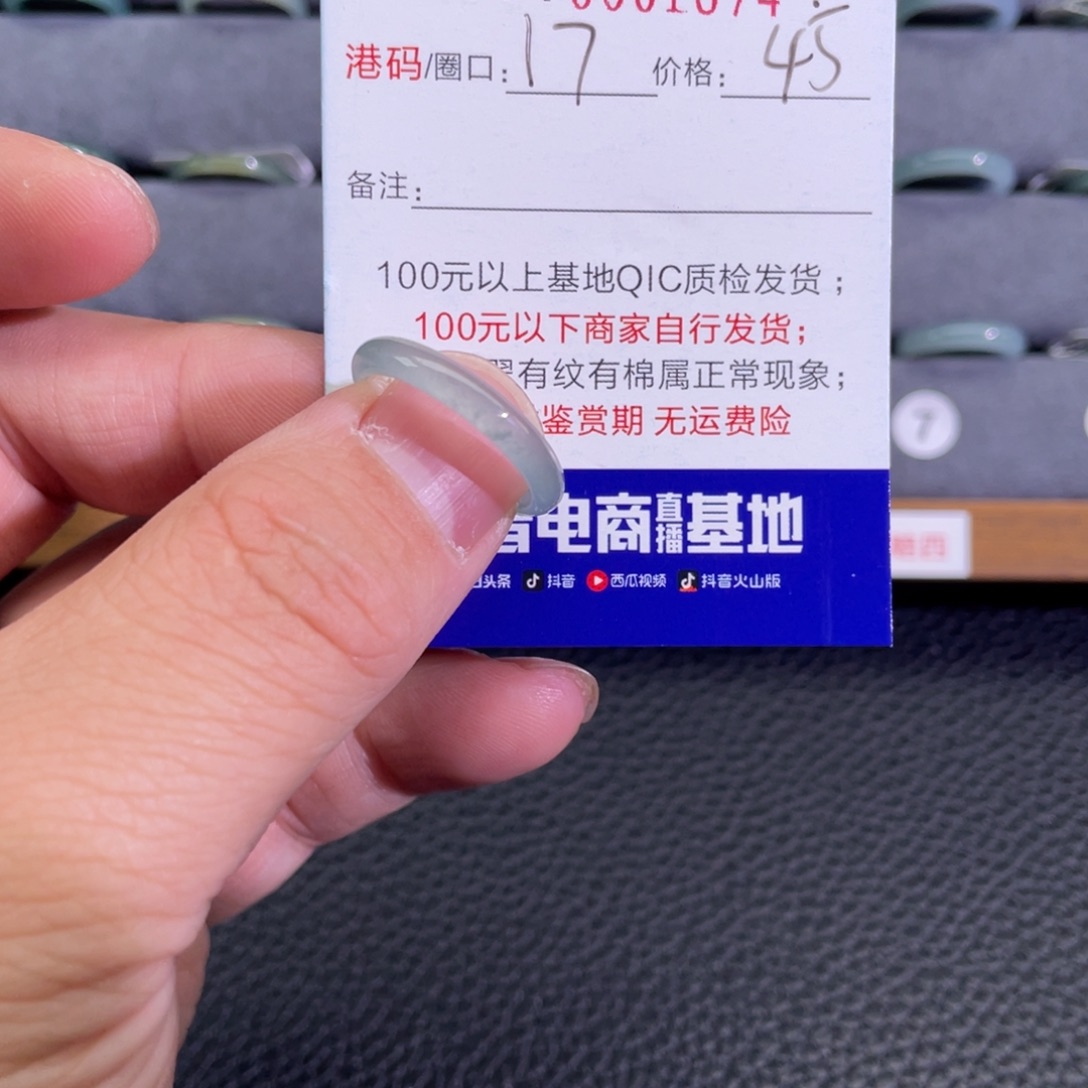 港码/圈口：17 价格：45
备注：
100元以上基地QIC质检发货；
100元以下商家自行发货；
有纹有棉属正常现象；
鉴赏期 无运费险
电商直播基地
头条 抖音 西瓜视频 抖音火山版
7